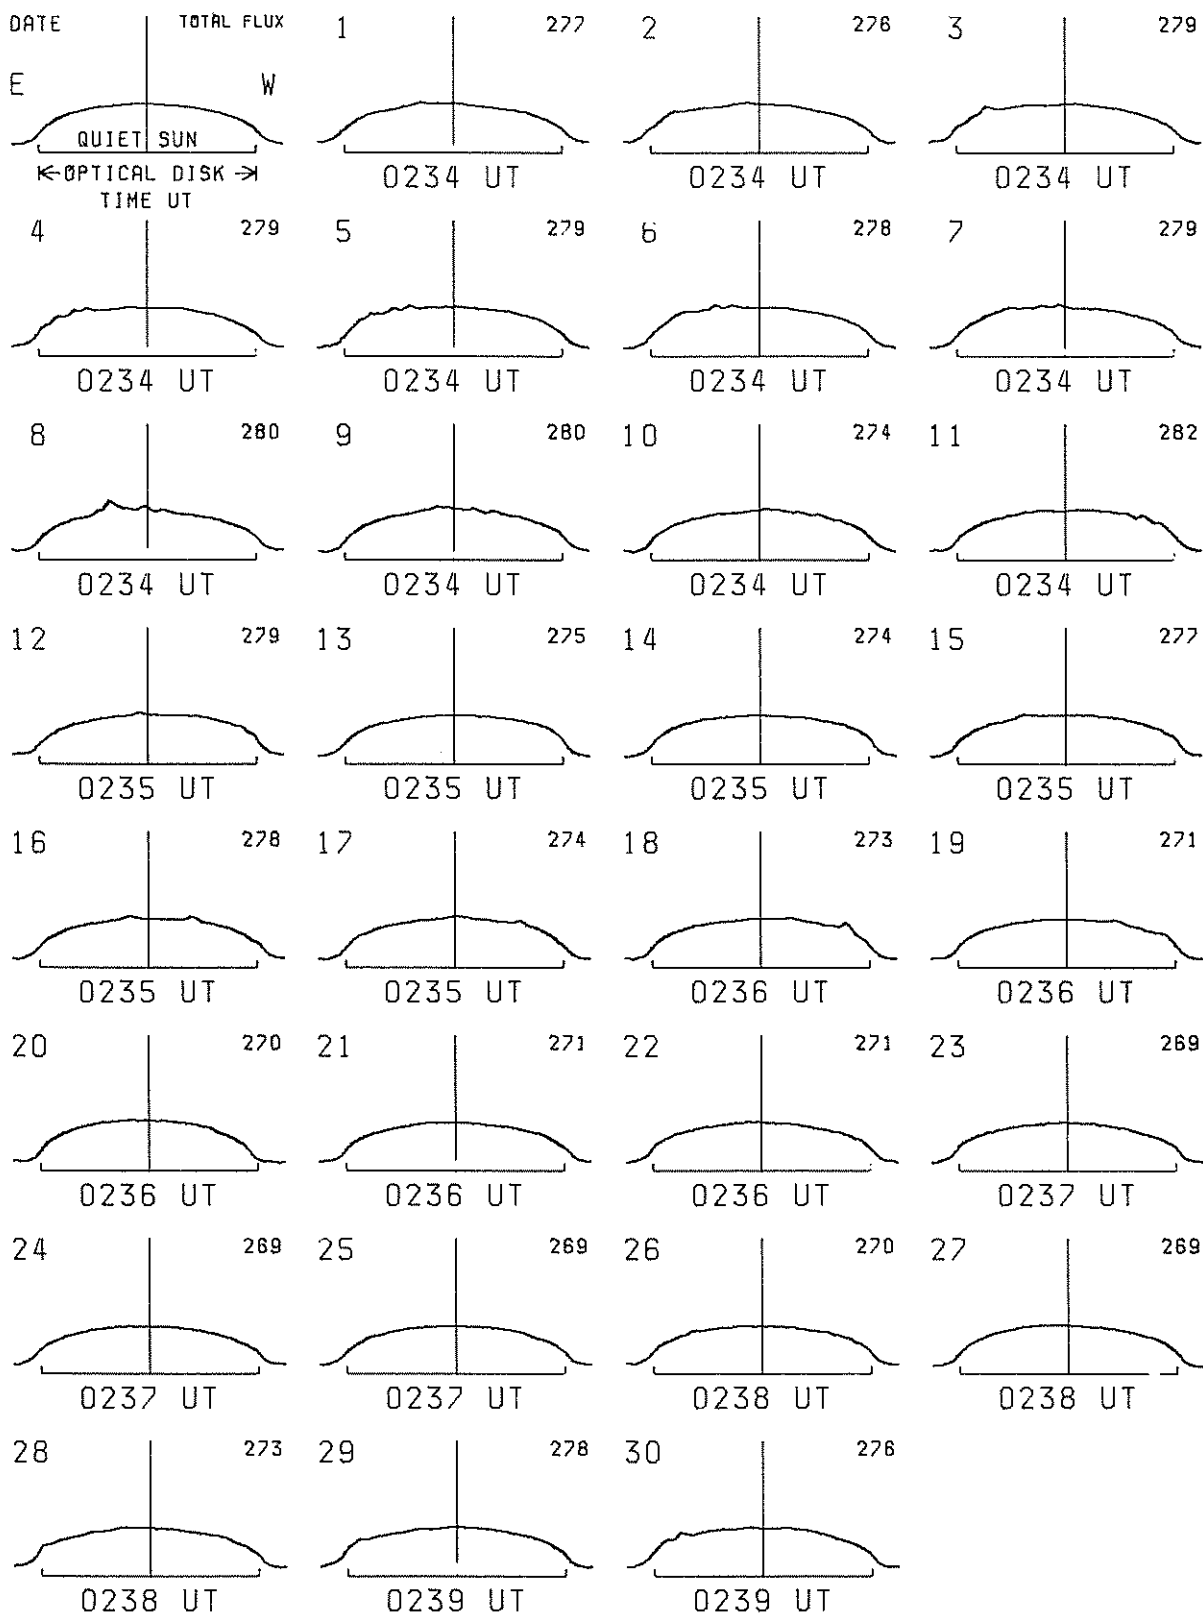 DATE TOTAL FLUX 1 277 2 276 3 279
E W
QUIET SUN
←OPTICAL DISK→ 0234 UT 0234 UT 0234 UT
TIME UT
4 279 5 279 6 278 7 279
0234 UT 0234 UT 0234 UT 0234 UT
8 280 9 280 10 274 11 282
0234 UT 0234 UT 0234 UT 0234 UT
12 279 13 275 14 274 15 277
0235 UT 0235 UT 0235 UT 0235 UT
16 278 17 274 18 273 19 271
0235 UT 0235 UT 0236 UT 0236 UT
20 270 21 271 22 271 23 269
0236 UT 0236 UT 0236 UT 0237 UT
24 269 25 269 26 270 27 269
0237 UT 0237 UT 0238 UT 0238 UT
28 273 29 278 30 276
0238 UT 0239 UT 0239 UT